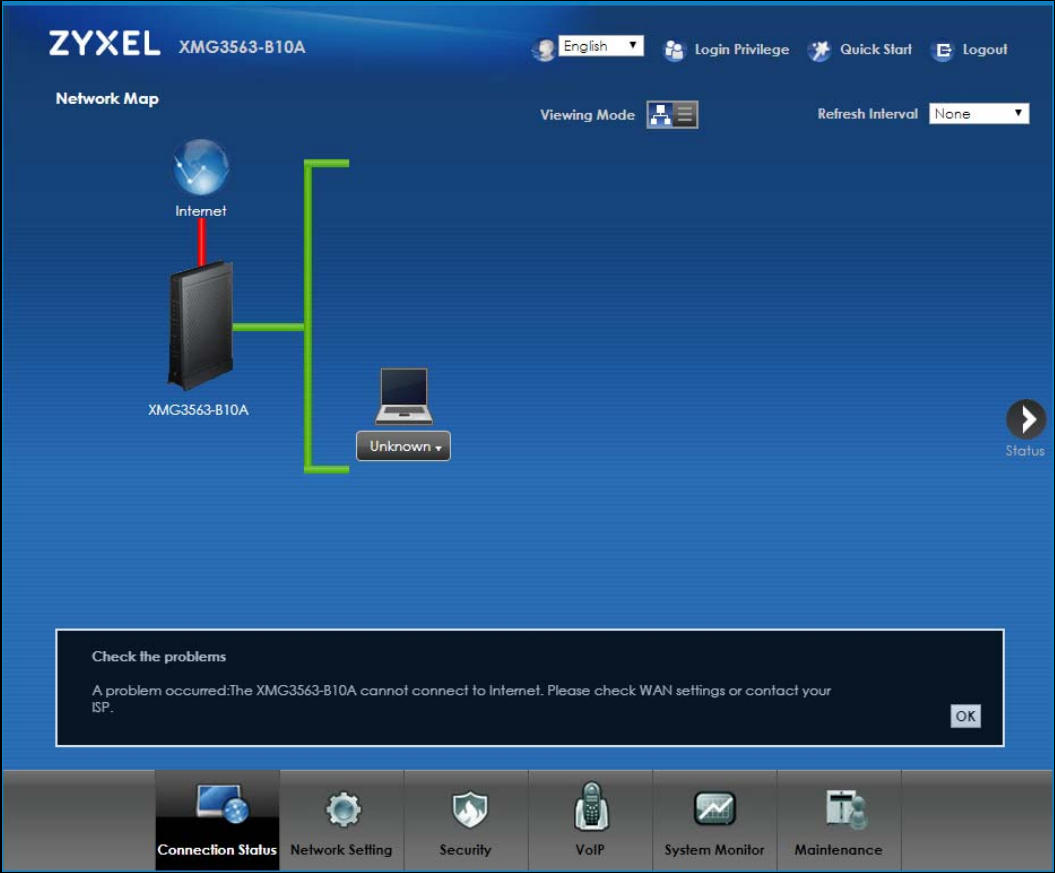 ZYXEL XMG3563-B10A
English Login Privilege Quick Start Logout
Network Map
Viewing Mode Refresh Interval None
Internet
XMG3563-B10A
Unknown
Status
Check the problems
A problem occurred:The XMG3563-B10A cannot connect to Internet. Please check WAN settings or contact your
ISP.
OK
Connection Status Network Setting Security VoIP System Monitor Maintenance